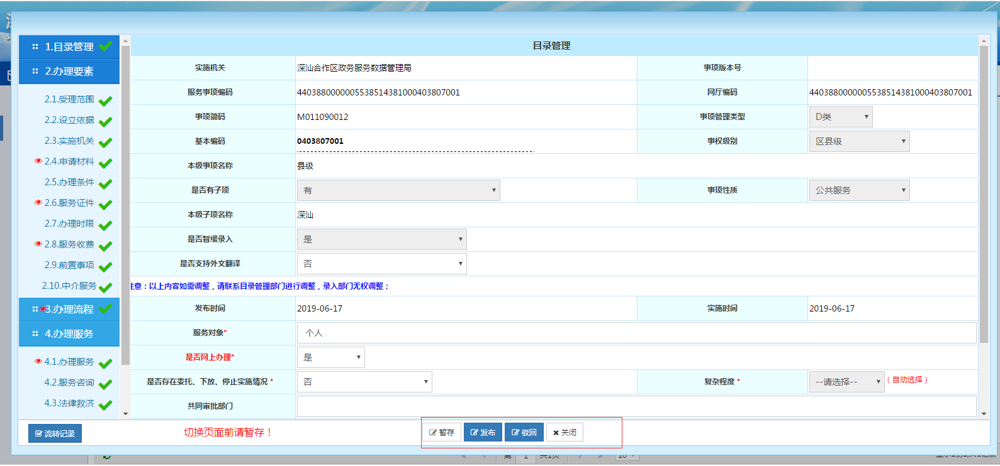 1.目录管理
2.办理要素
2.1.受理范围
2.2.设立依据
2.3.实施机关
2.4.申请材料
2.5.办理条件
2.6.服务证件
2.7.办理时限
2.8.服务收费
2.9.前置事项
2.10.中介服务
3.办理流程
4.办理服务
4.1.办理服务
4.2.服务咨询
4.3.法律救济
目录管理
实施机关 深汕合作区政务服务数据管理局 事项版本号
服务事项编码 44038800000055385143810004038​07001 网厅编码 4403880000005538514381000403807001
事项简码 M011090012 事项管理类型 D类
基本编码 0403807001 事权级别 区县级
本级事项名称 县级
是否有子项 有 事项性质 公共服务
本级子项名称 深汕
是否暂缓录入 是
是否支持外文翻译 否
注意：以上内容如需调整，请联系目录管理部门进行调整，录入部门无权调整；
发布时间 2019-06-17 实施时间 2019-06-17
服务对象* 个人
是否网上办理* 是
是否存在委托、下放、停止实施情况 * 否 复杂程度 * --请选择-- （自动选择）
共同审批部门
流转记录 切换页面前请暂存！ 暂存 发布 驳回 关闭
第 1 共1页 10